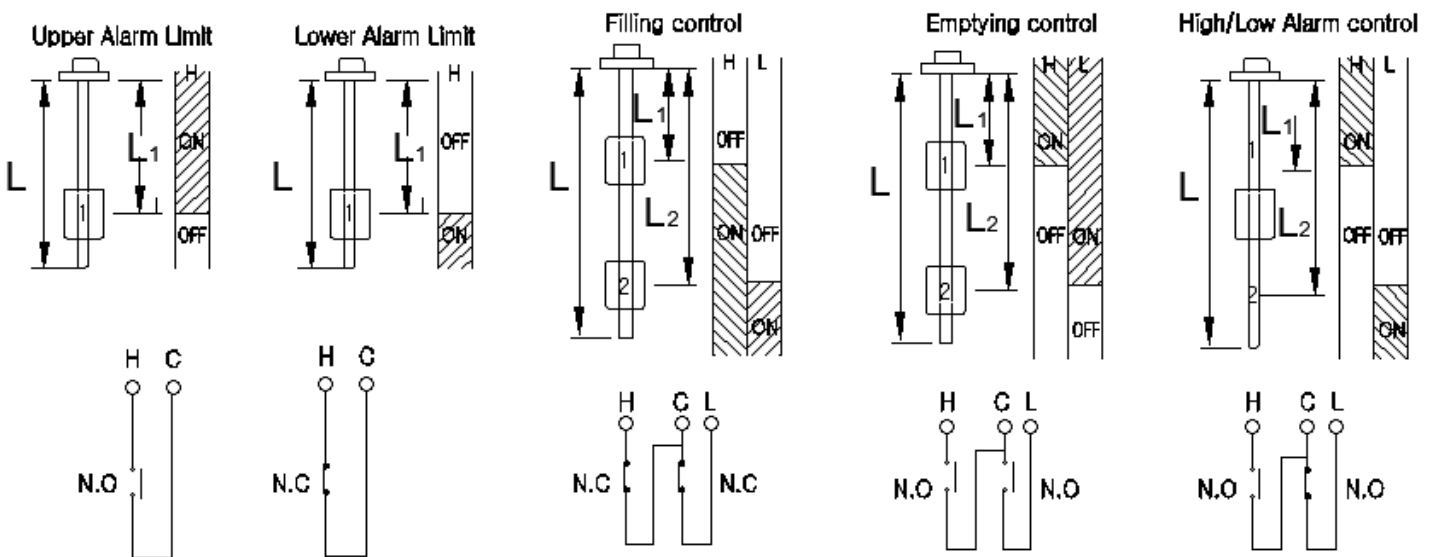 Upper Alarm Limit
H
L
L1
ON
1
OFF
H C
N.O
Lower Alarm Limit
H
L
L1
OFF
1
ON
H C
N.C
Filling control
H L
L
L1
L2
OFF
1
ON OFF
2
ON
H C L
N.C N.C
Emptying control
H L
L
L1
L2
ON
1
OFF ON
2
OFF
H C L
N.O N.O
High/Low Alarm control
H L
L
L1
L2
ON
1
OFF OFF
2
ON
H C L
N.O N.O